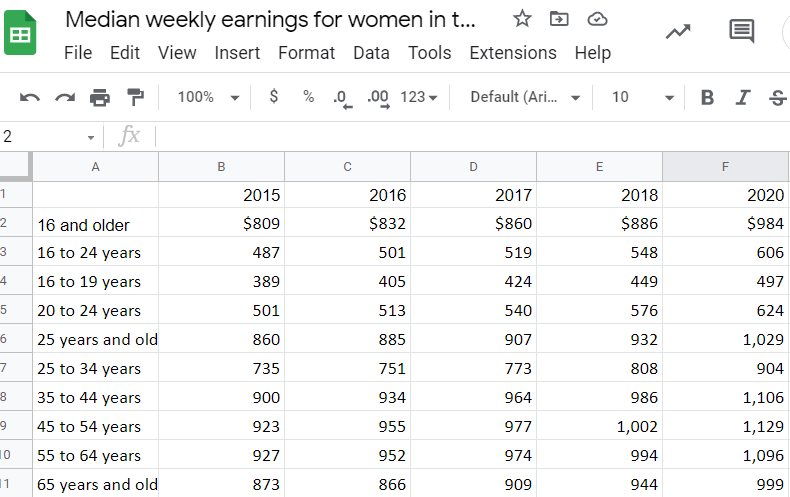 Median weekly earnings for women in t...
File Edit View Insert Format Data Tools Extensions Help
100% $ % .0 .00 123 Default (Ari... 10 B I S
2 fx
A B C D E F
1 2015 2016 2017 2018 2020
2 16 and older $809 $832 $860 $886 $984
3 16 to 24 years 487 501 519 548 606
4 16 to 19 years 389 405 424 449 497
5 20 to 24 years 501 513 540 576 624
6 25 years and old 860 885 907 932 1,029
7 25 to 34 years 735 751 773 808 904
8 35 to 44 years 900 934 964 986 1,106
9 45 to 54 years 923 955 977 1,002 1,129
0 55 to 64 years 927 952 974 994 1,096
1 65 years and old 873 866 909 944 999